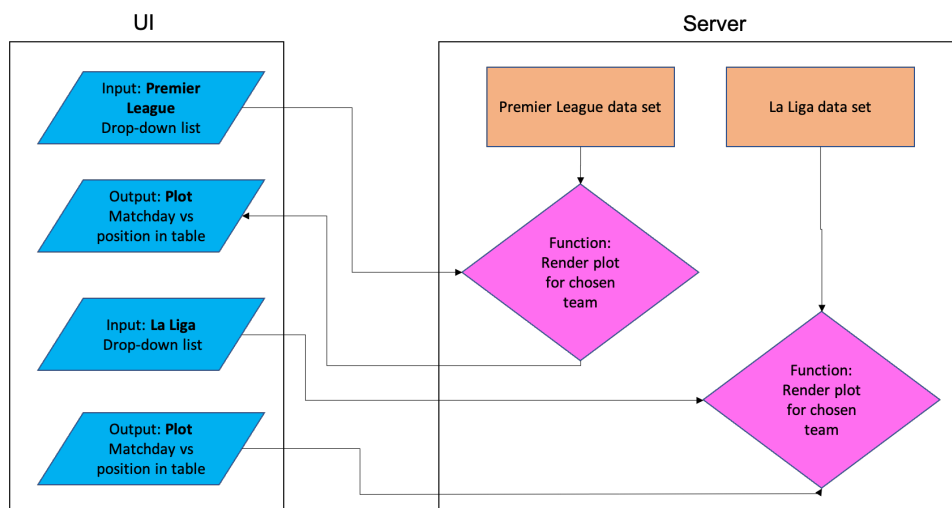 UI
Input: Premier
League
Drop-down list
Output: Plot
Matchday vs
position in table
Input: La Liga
Drop-down list
Output: Plot
Matchday vs
position in table
Server
Premier League data set
La Liga data set
Function:
Render plot
for chosen
team
Function:
Render plot
for chosen
team